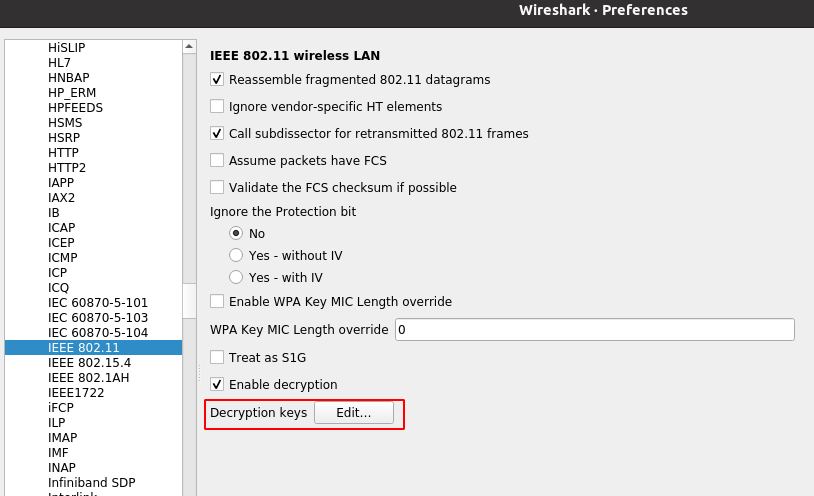 Wireshark · Preferences
HiSLIP
HL7
HNBAP
HP_ERM
HPFEEDS
HSMS
HSRP
HTTP
HTTP2
IAPP
IAX2
IB
ICAP
ICEP
ICMP
ICP
ICQ
IEC 60870-5-101
IEC 60870-5-103
IEC 60870-5-104
IEEE 802.11
IEEE 802.15.4
IEEE 802.1AH
IEEE1722
iFCP
ILP
IMAP
IMF
INAP
Infiniband SDP
Interlink
IEEE 802.11 wireless LAN
Reassemble fragmented 802.11 datagrams
Ignore vendor-specific HT elements
Call subdissector for retransmitted 802.11 frames
Assume packets have FCS
Validate the FCS checksum if possible
Ignore the Protection bit
No
Yes - without IV
Yes - with IV
Enable WPA Key MIC Length override
WPA Key MIC Length override 0
Treat as S1G
Enable decryption
Decryption keys Edit...